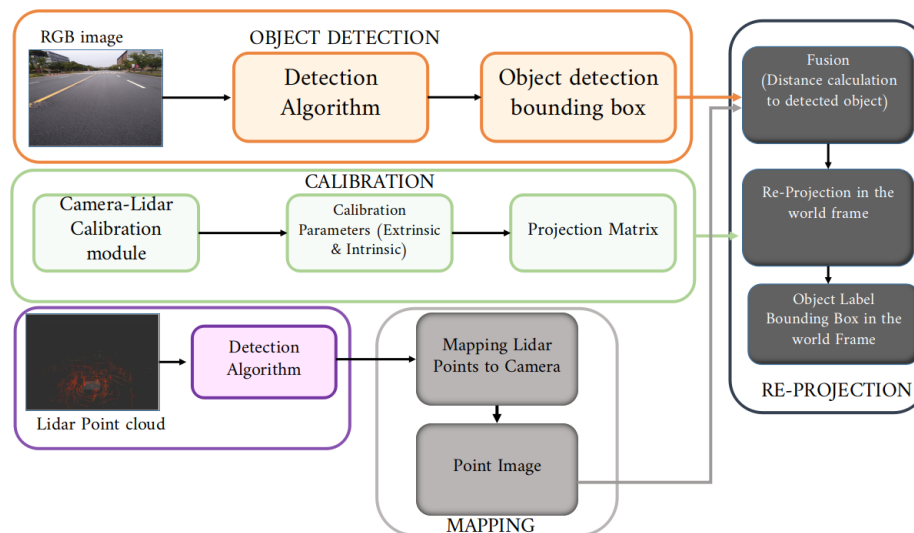 RGB image
OBJECT DETECTION
Detection
Algorithm
Object detection
bounding box
CALIBRATION
Camera-Lidar
Calibration
module
Calibration
Parameters (Extrinsic
& Intrinsic)
Projection Matrix
Detection
Algorithm
Lidar Point cloud
Mapping Lidar
Points to Camera
Point Image
MAPPING
Fusion
(Distance calculation
to detected object)
Re-Projection in the
world frame
Object Label
Bounding Box in the
world Frame
RE-PROJECTION